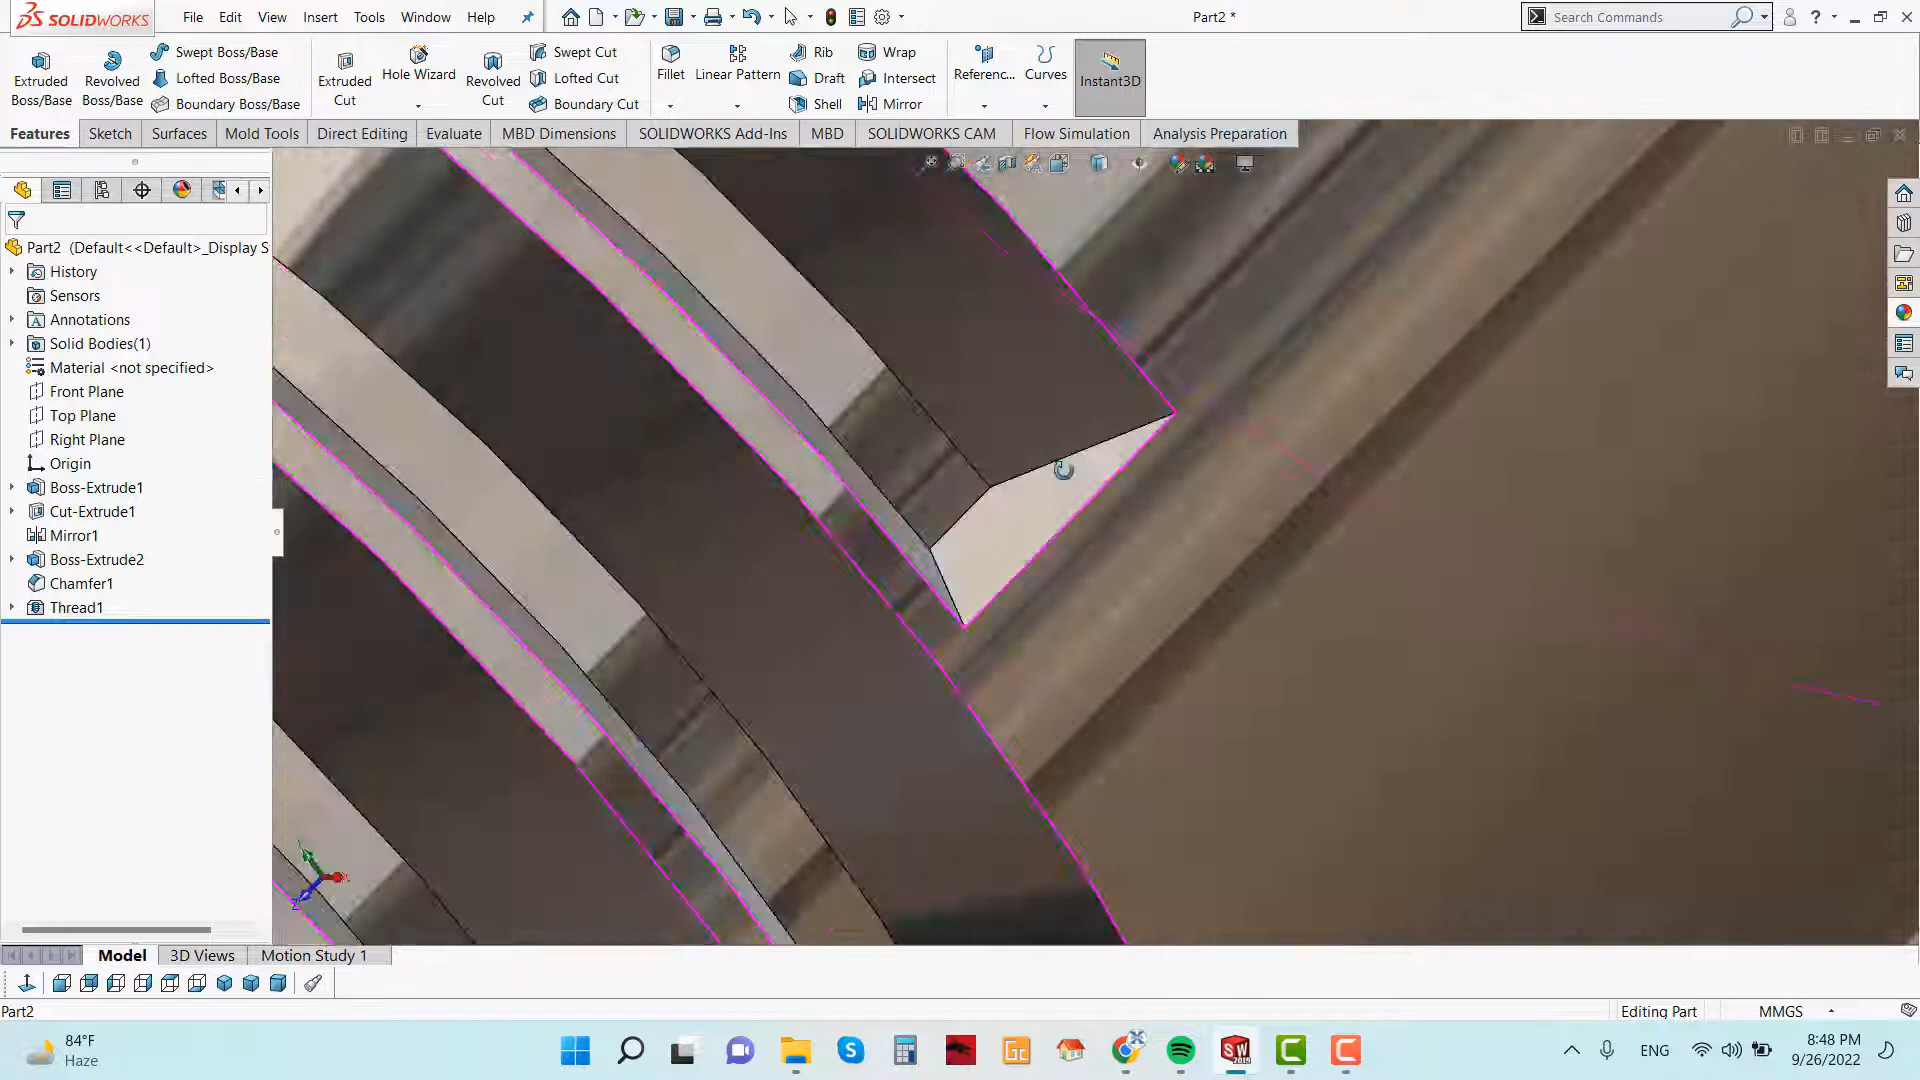 SOLIDWORKS
File Edit View Insert Tools Window Help
Part2 *
Search Commands
Extruded Boss/Base
Revolved Boss/Base
Swept Boss/Base
Lofted Boss/Base
Boundary Boss/Base
Extruded Cut
Hole Wizard
Revolved Cut
Swept Cut
Lofted Cut
Boundary Cut
Fillet
Linear Pattern
Rib
Draft
Shell
Wrap
Intersect
Mirror
Referenc...
Curves
Instant3D
Features Sketch Surfaces Mold Tools Direct Editing Evaluate MBD Dimensions SOLIDWORKS Add-Ins MBD SOLIDWORKS CAM Flow Simulation Analysis Preparation
Part2 (Default<<Default>_Display S
History
Sensors
Annotations
Solid Bodies(1)
Material <not specified>
Front Plane
Top Plane
Right Plane
Origin
Boss-Extrude1
Cut-Extrude1
Mirror1
Boss-Extrude2
Chamfer1
Thread1
Model 3D Views Motion Study 1
Part2
Editing Part MMGS
84°F
Haze
ENG
8:48 PM
9/26/2022